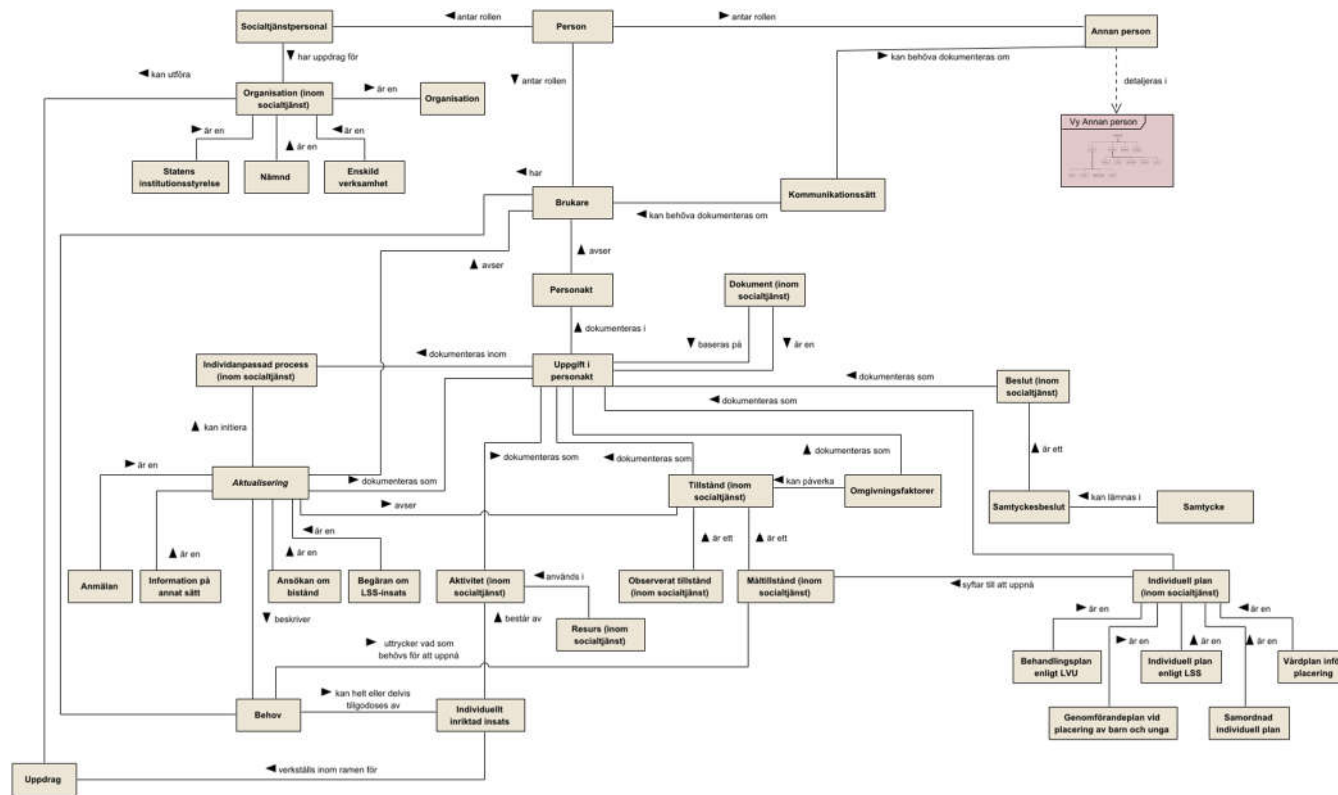 Socialtjänstpersonal
antar rollen
Person
antar rollen
Annan person
har uppdrag för
kan behöva dokumenteras om
kan utföra
antar rollen
detaljeras i
Organisation (inom
socialtjänst)
är en
Organisation
Vy Annan person
är en
är en
är en
Statens
institutionsstyrelse
Nämnd
Enskild
verksamhet
har
Kommunikationssätt
Brukare
kan behöva dokumenteras om
avser
avser
Personakt
Dokument (inom
socialtjänst)
dokumenteras i
baseras på
är en
dokumenteras inom
Individanpassad process
(inom socialtjänst)
Uppgift i
personakt
dokumenteras som
Beslut (inom
socialtjänst)
dokumenteras som
kan initiera
är ett
är en
dokumenteras som
dokumenteras som
dokumenteras som
dokumenteras som
Aktualisering
Tillstånd (inom
socialtjänst)
kan påverka
Omgivningsfaktorer
avser
Samtyckesbeslut
kan lämnas i
Samtycke
är en
är en
är en
är ett
är ett
Anmälan
Information på
annat sätt
Ansökan om
bistånd
Begäran om
LSS-insats
Aktivitet (inom
socialtjänst)
används i
Observerat tillstånd
(inom socialtjänst)
Måltillstånd (inom
socialtjänst)
syftar till att uppnå
Individuell plan
(inom socialtjänst)
beskriver
består av
Resurs (inom
socialtjänst)
är en
är en
är en
är en
är en
uttrycker vad som
behövs för att uppnå
Behandlingsplan
enligt LVU
Individuell plan
enligt LSS
Vårdplan inför
placering
kan helt eller delvis
tillgodoses av
Behov
Individuellt
inriktad insats
Genomförandeplan vid
placering av barn och unga
Samordnad
individuell plan
verkställs inom ramen för
Uppdrag